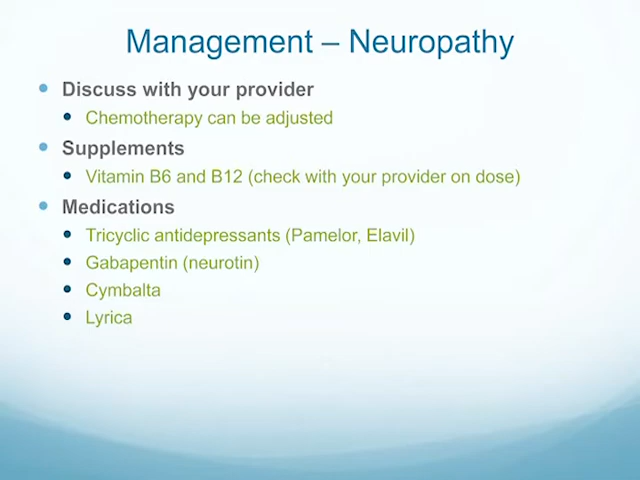 Management – Neuropathy
Discuss with your provider
Chemotherapy can be adjusted
Supplements
Vitamin B6 and B12 (check with your provider on dose)
Medications
Tricyclic antidepressants (Pamelor, Elavil)
Gabapentin (neurotin)
Cymbalta
Lyrica